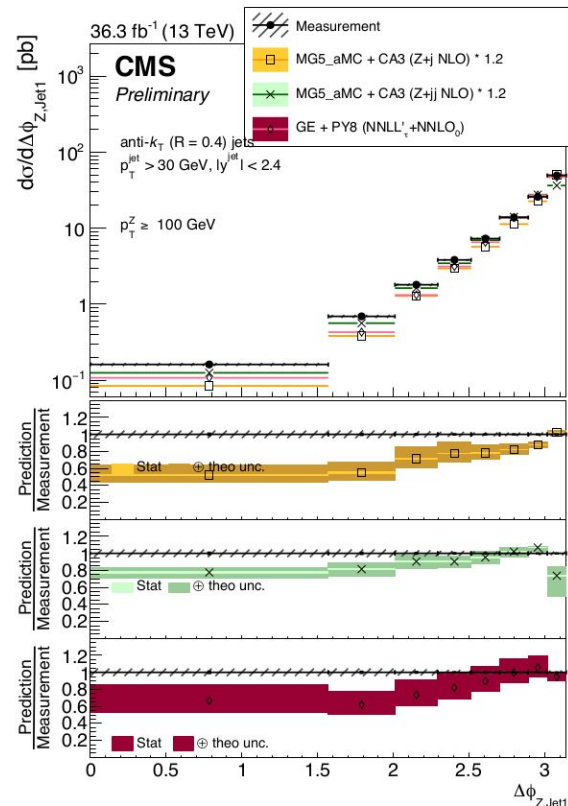 36.3 fb⁻¹ (13 TeV)
Measurement
MG5_aMC + CA3 (Z+j NLO) * 1.2
MG5_aMC + CA3 (Z+jj NLO) * 1.2
GE + PY8 (NNLL'_τ+NNLO₀)
CMS
Preliminary
anti-k_T (R = 0.4) jets
p_T^jet > 30 GeV, |y^jet| < 2.4
p_T^Z ≥ 100 GeV
dσ/dΔϕ_Z,Jet1 [pb]
10³
10²
10
1
10⁻¹
Prediction
Measurement
1.2
1
0.8
0.6
0.4
0.2
Stat ⊕ theo unc.
Prediction
Measurement
1.2
1
0.8
0.6
0.4
0.2
Stat ⊕ theo unc.
Prediction
Measurement
1.2
1
0.8
0.6
0.4
0.2
Stat ⊕ theo unc.
0 0.5 1 1.5 2 2.5 3
Δϕ_Z,Jet1